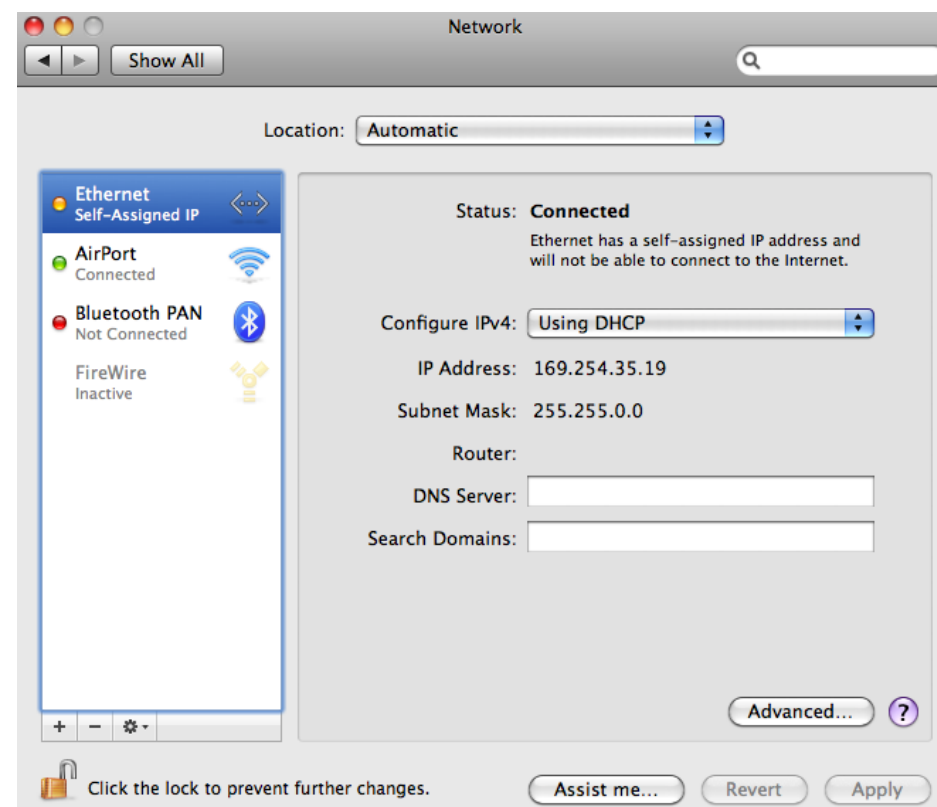 Network
Show All
Location: Automatic
Ethernet
Self-Assigned IP
AirPort
Connected
Bluetooth PAN
Not Connected
FireWire
Inactive
Status: Connected
Ethernet has a self-assigned IP address and
will not be able to connect to the Internet.
Configure IPv4: Using DHCP
IP Address: 169.254.35.19
Subnet Mask: 255.255.0.0
Router:
DNS Server:
Search Domains:
Advanced... ?
Click the lock to prevent further changes.
Assist me... Revert Apply